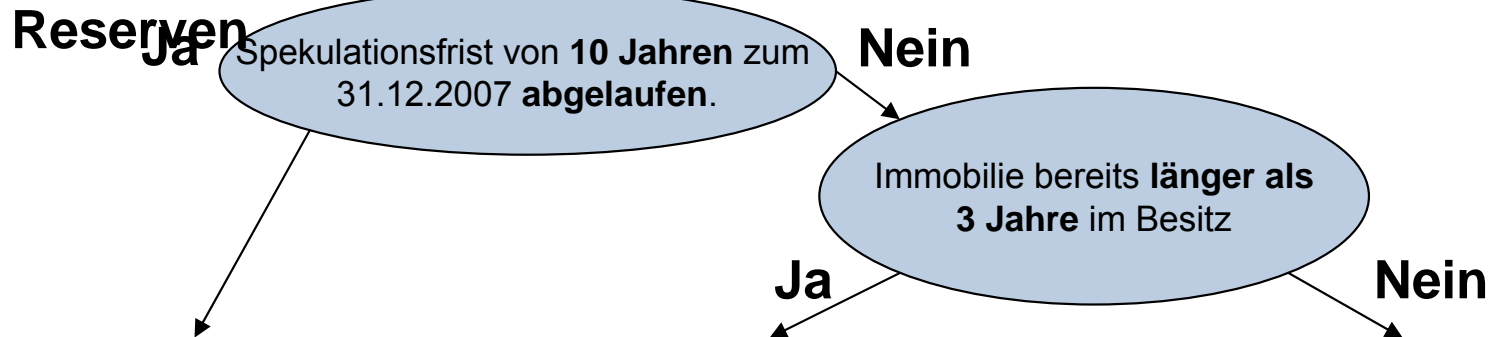 Reserven
Ja
Spekulationsfrist von 10 Jahren zum
31.12.2007 abgelaufen.
Nein
Immobilie bereits länger als
3 Jahre im Besitz
Ja
Nein